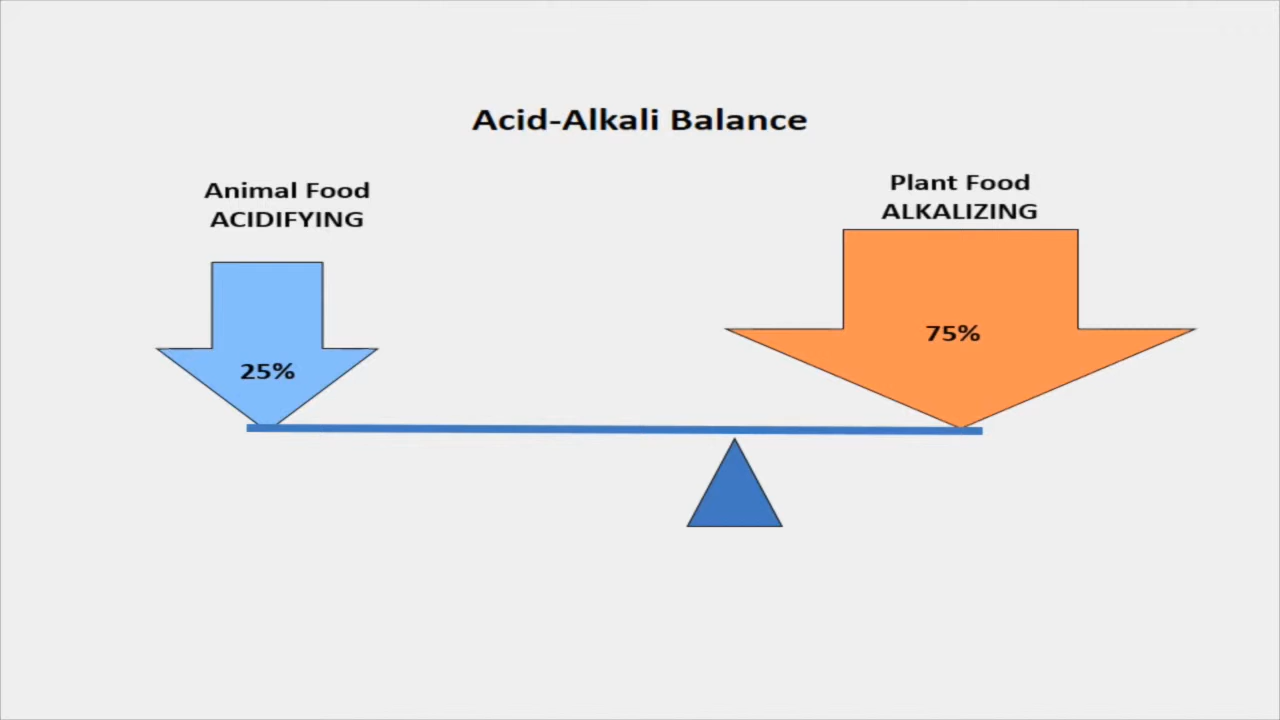 Acid-Alkali Balance
Animal Food
ACIDIFYING
25%
Plant Food
ALKALIZING
75%